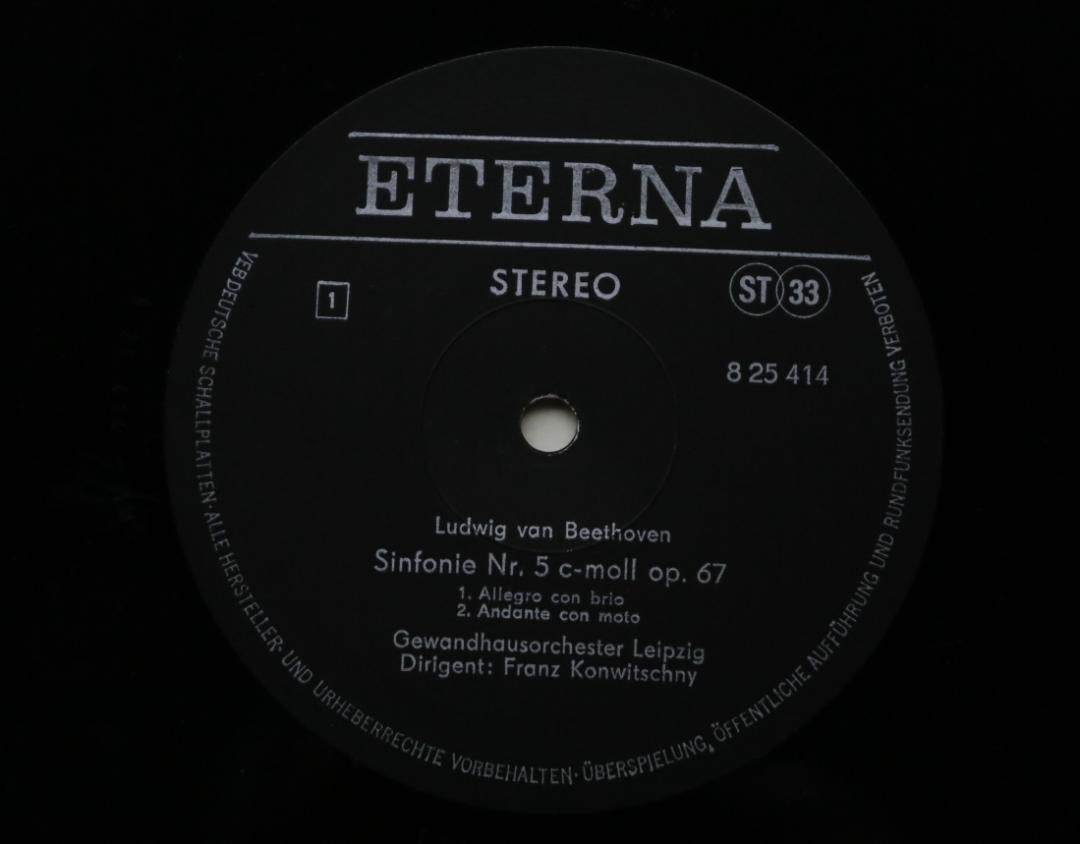 ETERNA
STEREO
1
ST 33
8 25 414
Ludwig van Beethoven
Sinfonie Nr. 5 c-moll op. 67
1. Allegro con brio
2. Andante con moto
Gewandhausorchester Leipzig
Dirigent: Franz Konwitschny
VEB DEUTSCHE SCHALLPLATTEN · ALLE HERSTELLER- UND URHEBERRECHTE VORBEHALTEN · ÜBERSPIELUNG, ÖFFENTLICHE AUFFÜHRUNG UND RUNDFUNKSENDUNG VERBOTEN